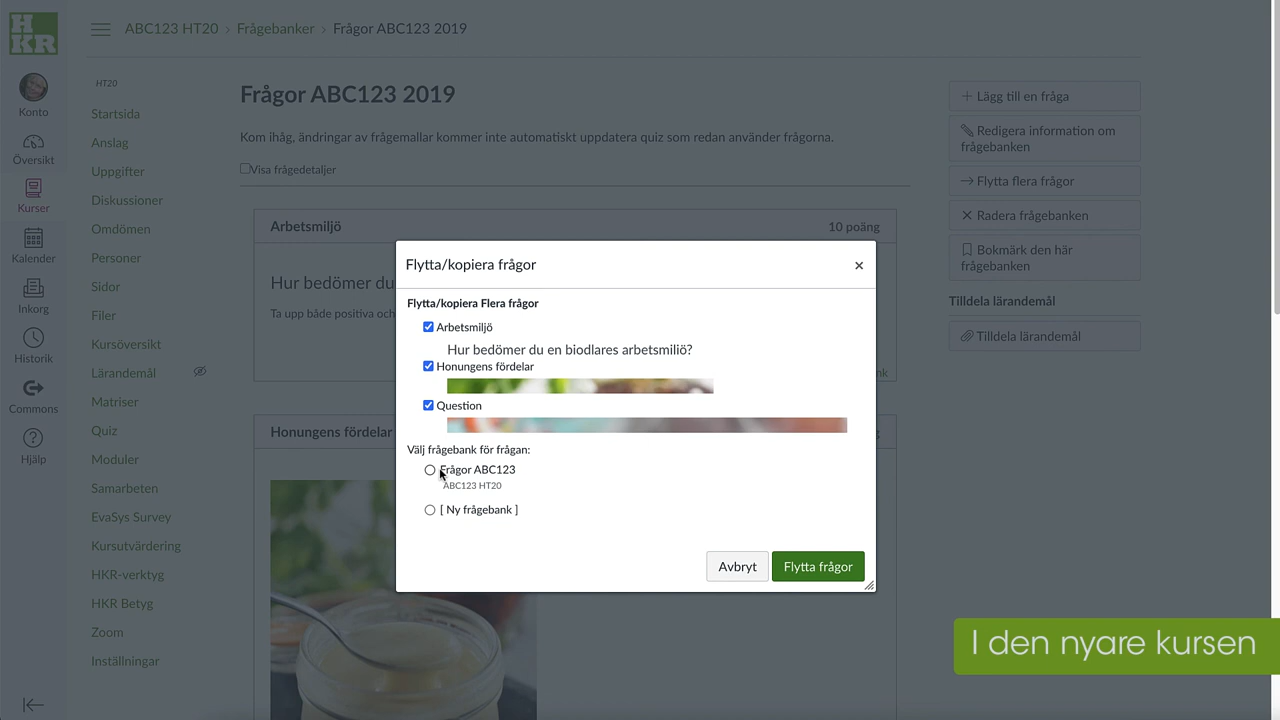 HKR
ABC123 HT20 › Frågebanker › Frågor ABC123 2019
Konto
Översikt
Kurser
Kalender
Inkorg
Historik
Commons
Hjälp
HT20
Startsida
Anslag
Uppgifter
Diskussioner
Omdömen
Personer
Sidor
Filer
Kursöversikt
Lärandemål
Matriser
Quiz
Moduler
Samarbeten
EvaSys Survey
Kursutvärdering
HKR-verktyg
HKR Betyg
Zoom
Inställningar
Frågor ABC123 2019
Kom ihåg, ändringar av frågemallar kommer inte automatiskt uppdatera quiz som redan använder frågorna.
Visa frågedetaljer
Arbetsmiljö
10 poäng
Hur bedömer du
Ta upp både positiva och
Honungens fördelar
Flytta/kopiera frågor
×
Flytta/kopiera Flera frågor
Arbetsmiljö
Hur bedömer du en biodlares arbetsmiljö?
Honungens fördelar
Question
Välj frågebank för frågan:
Frågor ABC123
ABC123 HT20
[ Ny frågebank ]
Avbryt
Flytta frågor
+ Lägg till en fråga
Redigera information om
frågebanken
→ Flytta flera frågor
× Radera frågebanken
Bokmärk den här
frågebanken
Tilldela lärandemål
Tilldela lärandemål
I den nyare kursen